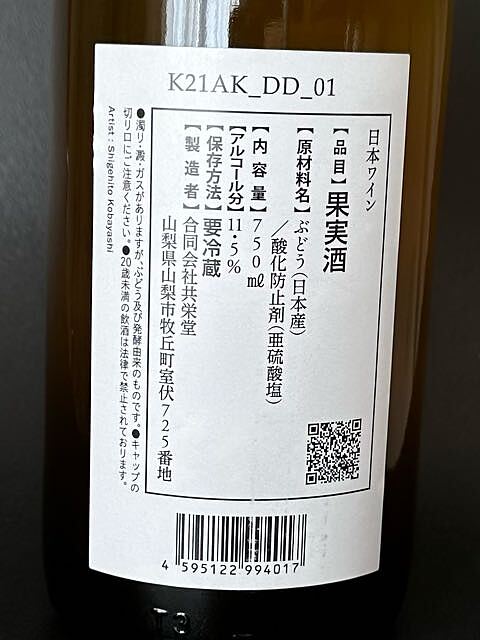 K21AK_DD_01
日本ワイン
【品目】果実酒
【原材料名】ぶどう(日本産)
／酸化防止剤(亜硫酸塩)
【内容量】750㎖
【アルコール分】11.5%
【保存方法】要冷蔵
【製造者】合同会社共栄堂
山梨県山梨市牧丘町室伏725番地
●濁り・澱・ガスがありますが、ぶどう及び発酵由来のものです。●キャップの
切り口にご注意ください。●20歳未満の飲酒は法律で禁止されております。
Artist : Shigehito Kobayashi
4 595122 994017